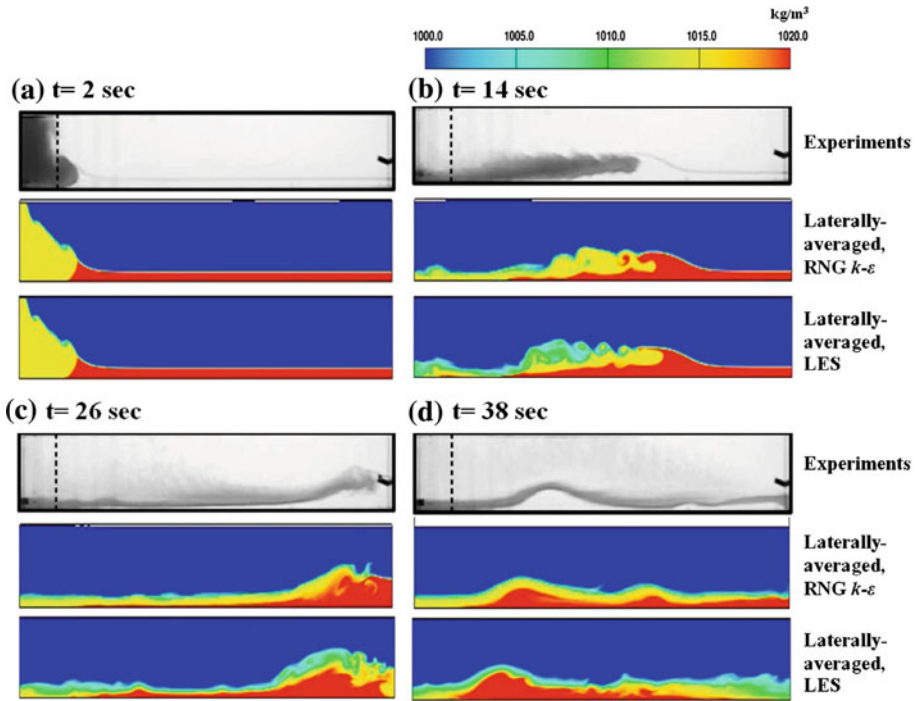 kg/m³
1000.0 1005.0 1010.0 1015.0 1020.0
(a) t= 2 sec
(b) t= 14 sec
Experiments
Laterally-
averaged,
RNG k-ε
Laterally-
averaged,
LES
(c) t= 26 sec
(d) t= 38 sec
Experiments
Laterally-
averaged,
RNG k-ε
Laterally-
averaged,
LES